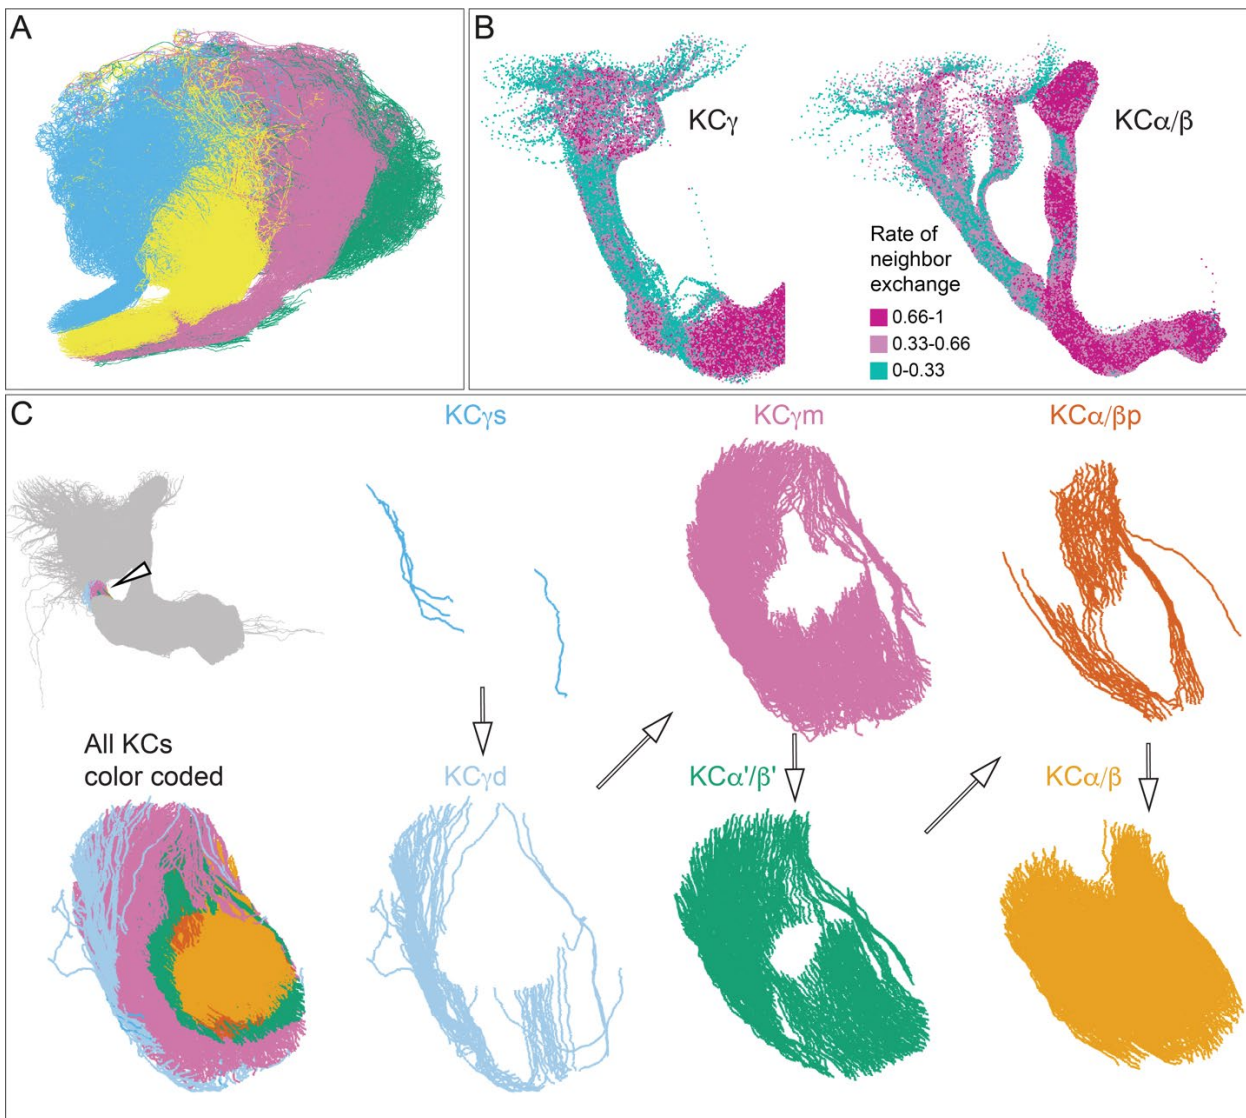 A
B
KCγ
KCα/β
Rate of
neighbor
exchange
0.66-1
0.33-0.66
0-0.33
C
KCγs
KCγm
KCα/βp
All KCs
color coded
KCγd
KCα'/β'
KCα/β